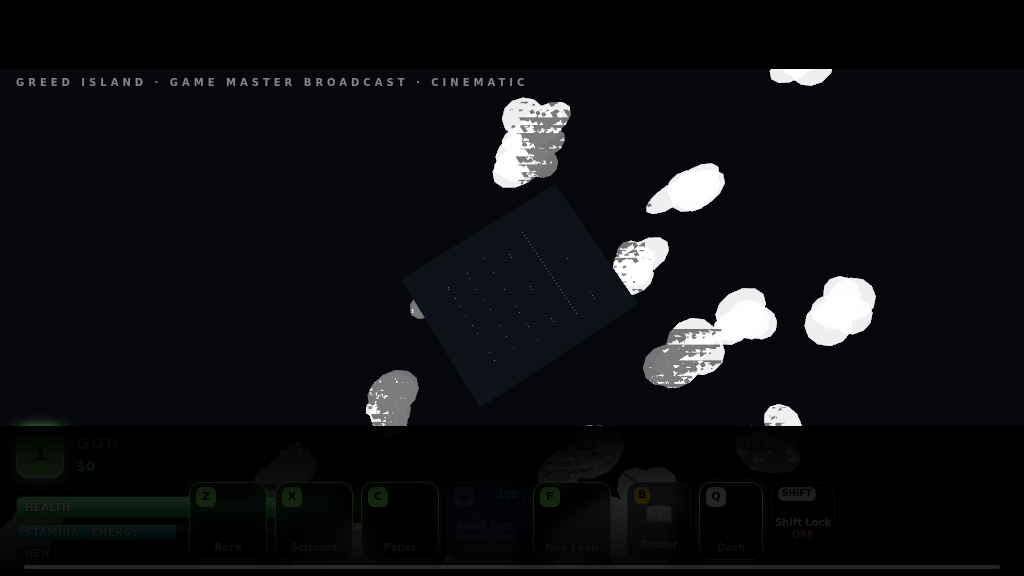 GREED ISLAND · GAME MASTER BROADCAST · CINEMATIC
1
GON
$0
HEALTH
STAMINA · ENERGY
NEN
Z
Rock
X
Scissors
C
Paper
V
100
Adult Gon:
F
Nen Leap
B
Binder
Q
Dash
SHIFT
Shift Lock
OFF